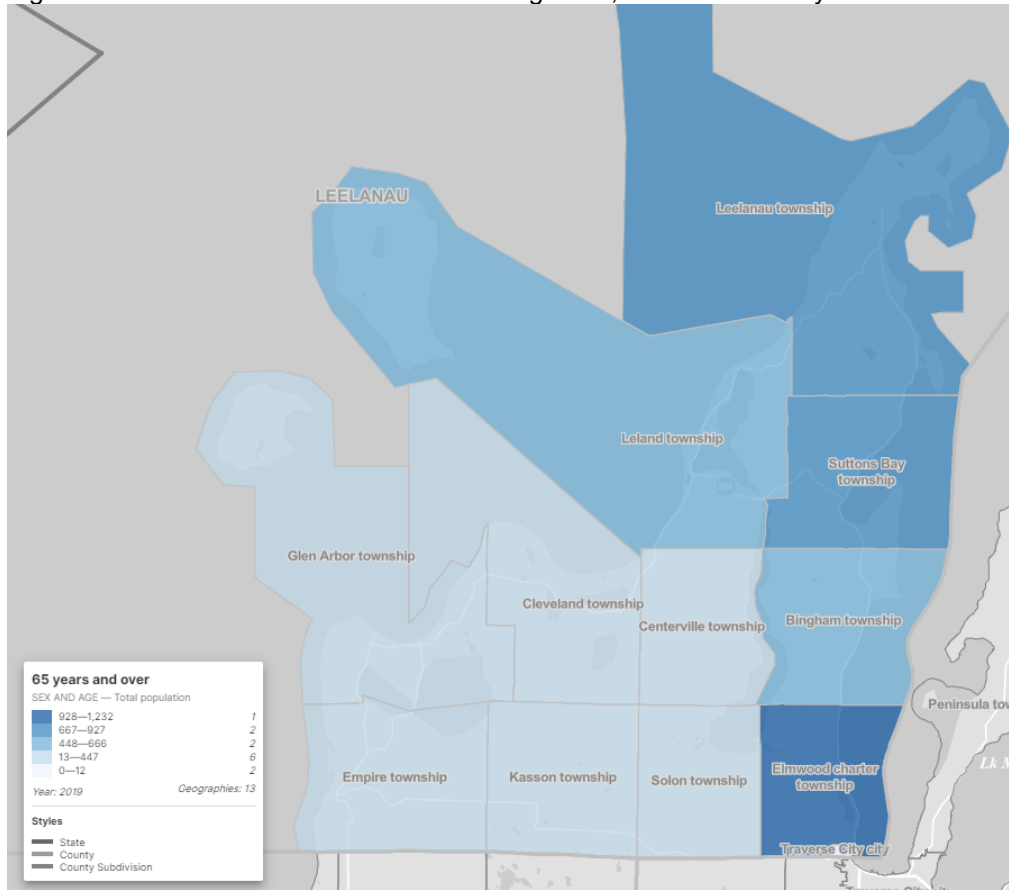 LEELANAU
Leelanau township
Leland township
Suttons Bay
township
Glen Arbor township
Cleveland township
Centerville township
Bingham township
Peninsula tow
Empire township
Kasson township
Solon township
Elmwood charter
township
Lk M
Traverse City city
65 years and over
SEX AND AGE — Total population
928—1,232 1
667—927 2
448—666 2
13—447 6
0—12 2
Year: 2019 Geographies: 13
Styles
State
County
County Subdivision